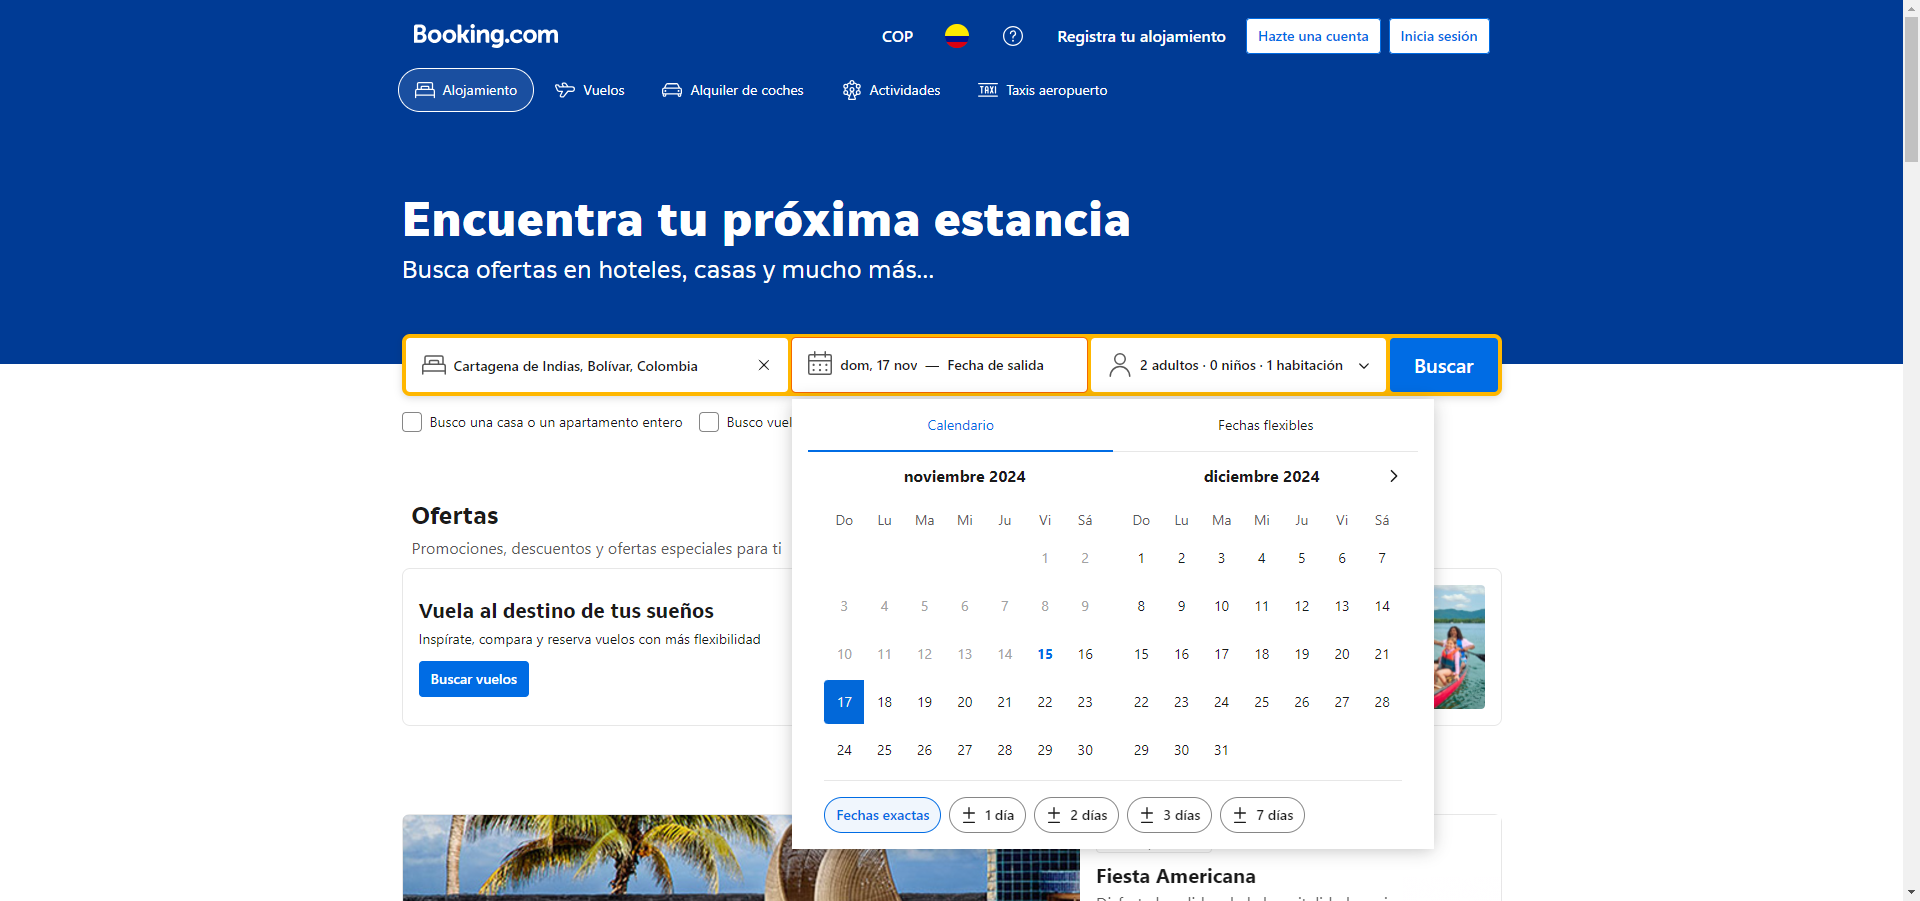 Booking.com
COP
Registra tu alojamiento
Hazte una cuenta
Inicia sesión
Alojamiento
Vuelos
Alquiler de coches
Actividades
TAXI
Taxis aeropuerto
Encuentra tu próxima estancia
Busca ofertas en hoteles, casas y mucho más...
Cartagena de Indias, Bolívar, Colombia
dom, 17 nov — Fecha de salida
2 adultos · 0 niños · 1 habitación
Buscar
Busco una casa o un apartamento entero
Busco vuel
Calendario
Fechas flexibles
noviembre 2024
Do Lu Ma Mi Ju Vi Sá
1 2
3 4 5 6 7 8 9
10 11 12 13 14 15 16
17 18 19 20 21 22 23
24 25 26 27 28 29 30
diciembre 2024
Do Lu Ma Mi Ju Vi Sá
1 2 3 4 5 6 7
8 9 10 11 12 13 14
15 16 17 18 19 20 21
22 23 24 25 26 27 28
29 30 31
Fechas exactas
± 1 día
± 2 días
± 3 días
± 7 días
Ofertas
Promociones, descuentos y ofertas especiales para ti
Vuela al destino de tus sueños
Inspírate, compara y reserva vuelos con más flexibilidad
Buscar vuelos
Fiesta Americana